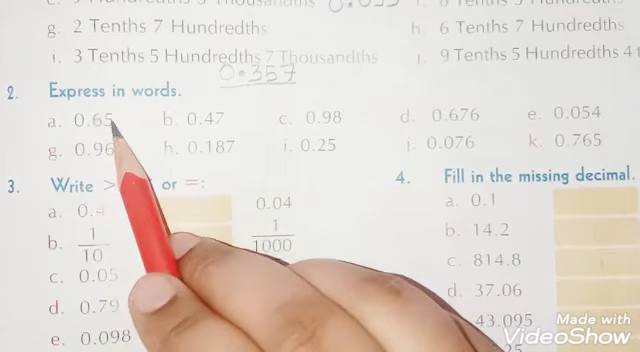 g. 2 Tenths 7 Hundredths
h. 6 Tenths 7 Hundredths
i. 3 Tenths 5 Hundredths 7 Thousandths
0.357
j. 9 Tenths 5 Hundredths 4
2. Express in words.
a. 0.65 b. 0.47 c. 0.98 d. 0.676 e. 0.054
g. 0.96 h. 0.187 i. 0.25 j. 0.076 k. 0.765
3. Write > or =:
a. 0.4 0.04
b. 1/10 1/1000
c. 0.05
d. 0.79
e. 0.098
4. Fill in the missing decimal.
a. 0.1
b. 14.2
c. 814.8
d. 37.06
43.095
Made with
VideoShow